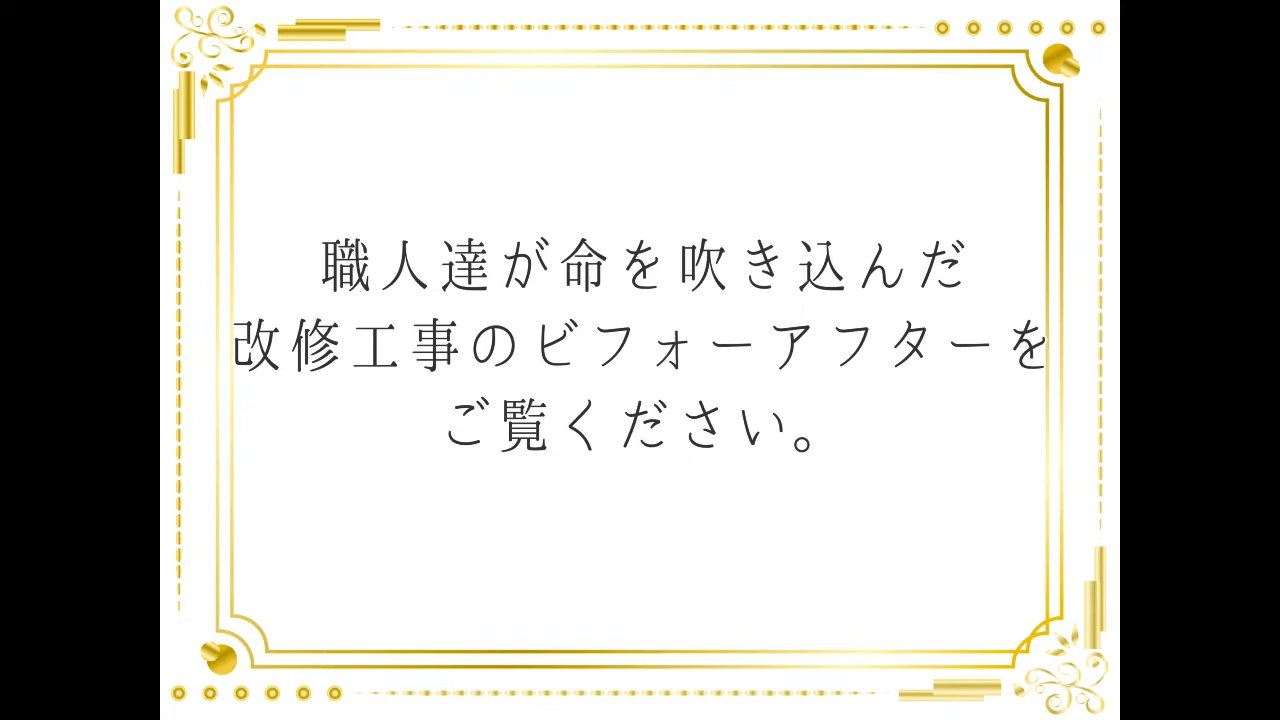 職人達が命を吹き込んだ
改修工事のビフォーアフターを
ご覧ください。